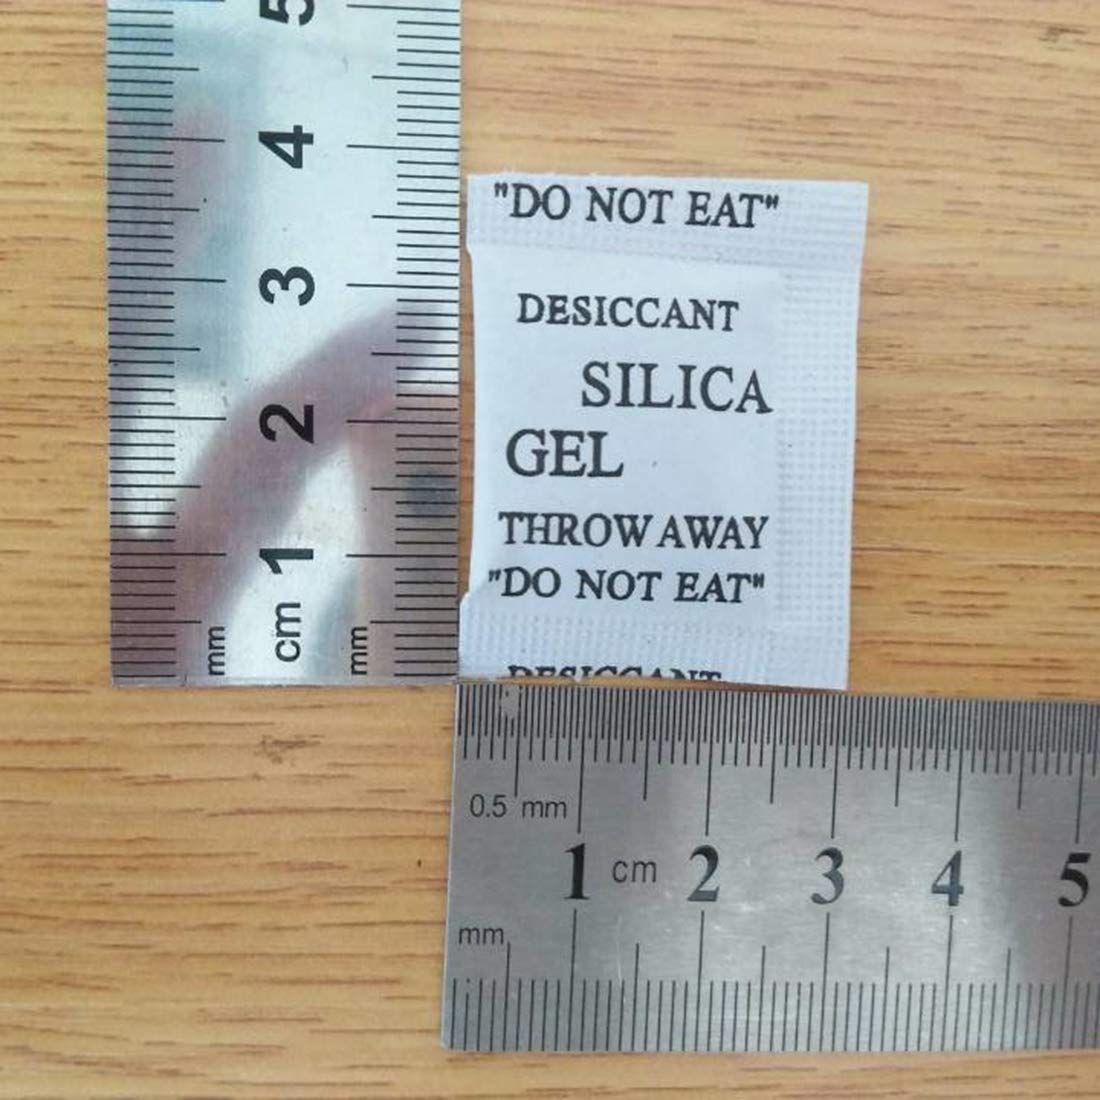 5
4
3
2
1
cm
mm
mm
"DO NOT EAT"
DESICCANT
SILICA
GEL
THROW AWAY
"DO NOT EAT"
DESICCANT
0.5 mm
1 cm 2 3 4 5
mm